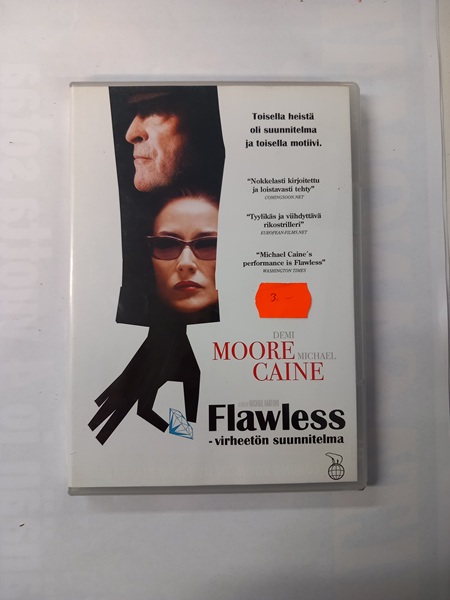 Toisella heistä
oli suunnitelma
ja toisella motiivi.
“Nokkelasti kirjoitettu
ja loistavasti tehty”
COMINGSOON.NET
“Tyylikäs ja viihdyttävä
rikostrilleri”
EUROPEAN-FILMS.NET
“Michael Caine´s
performance is Flawless”
WASHINGTON TIMES
3.-
DEMI
MOORE MICHAEL
CAINE
Flawless
- virheetön suunnitelma